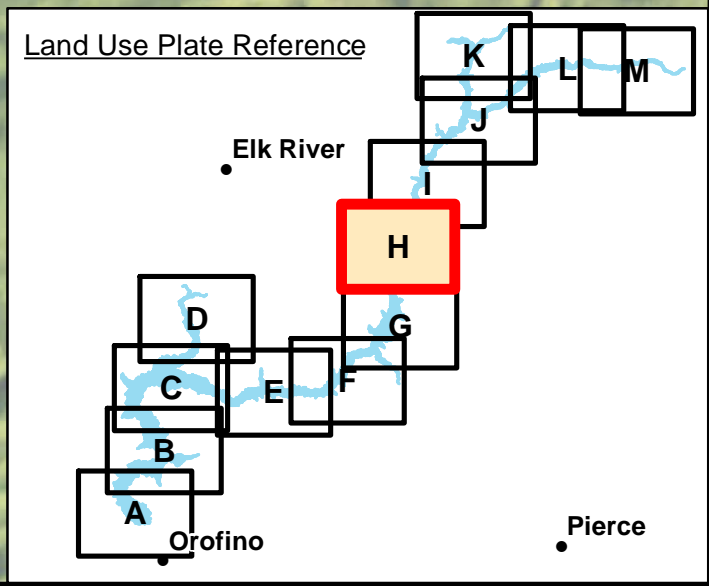 Land Use Plate Reference
K
L
M
J
Elk River
I
H
D
G
C
E
F
B
A
Orofino
Pierce